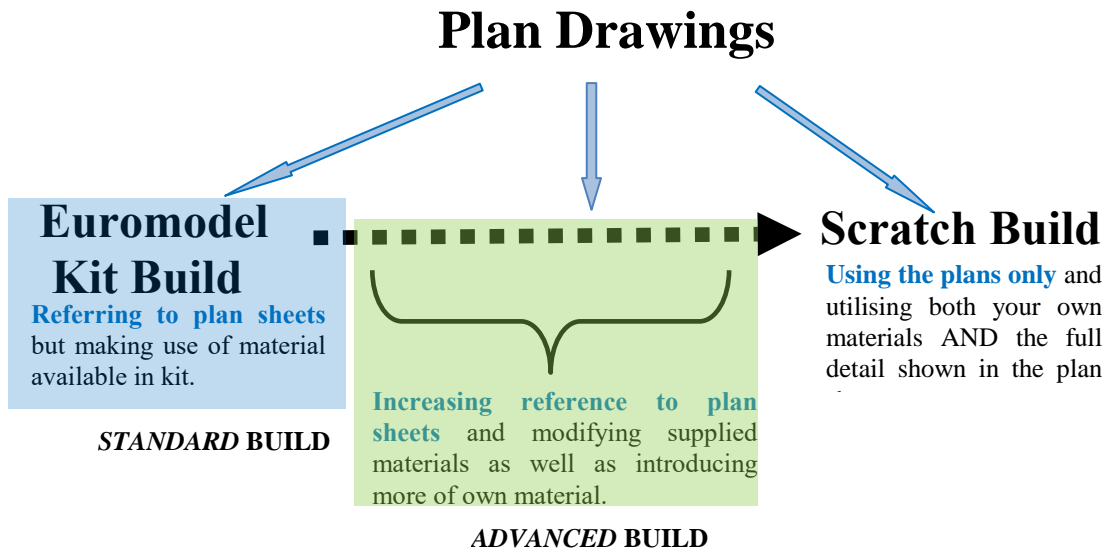 Plan Drawings
Euromodel
Kit Build
Referring to plan sheets
but making use of material
available in kit.
STANDARD BUILD
Increasing reference to plan
sheets and modifying supplied
materials as well as introducing
more of own material.
ADVANCED BUILD
Scratch Build
Using the plans only and
utilising both your own
materials AND the full
detail shown in the plan